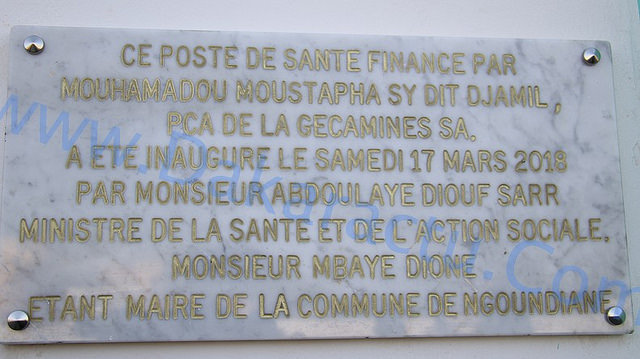 CE POSTE DE SANTE FINANCE PAR
MOUHAMADOU MOUSTAPHA SY DIT DJAMIL,
PCA DE LA GECAMINES SA.
A ETE INAUGURE LE SAMEDI 17 MARS 2018
PAR MONSIEUR ABDOULAYE DIOUF SARR
MINISTRE DE LA SANTE ET DE L'ACTION SOCIALE.
MONSIEUR MBAYE DIONE
ETANT MAIRE DE LA COMMUNE DE NGOUNDIANE